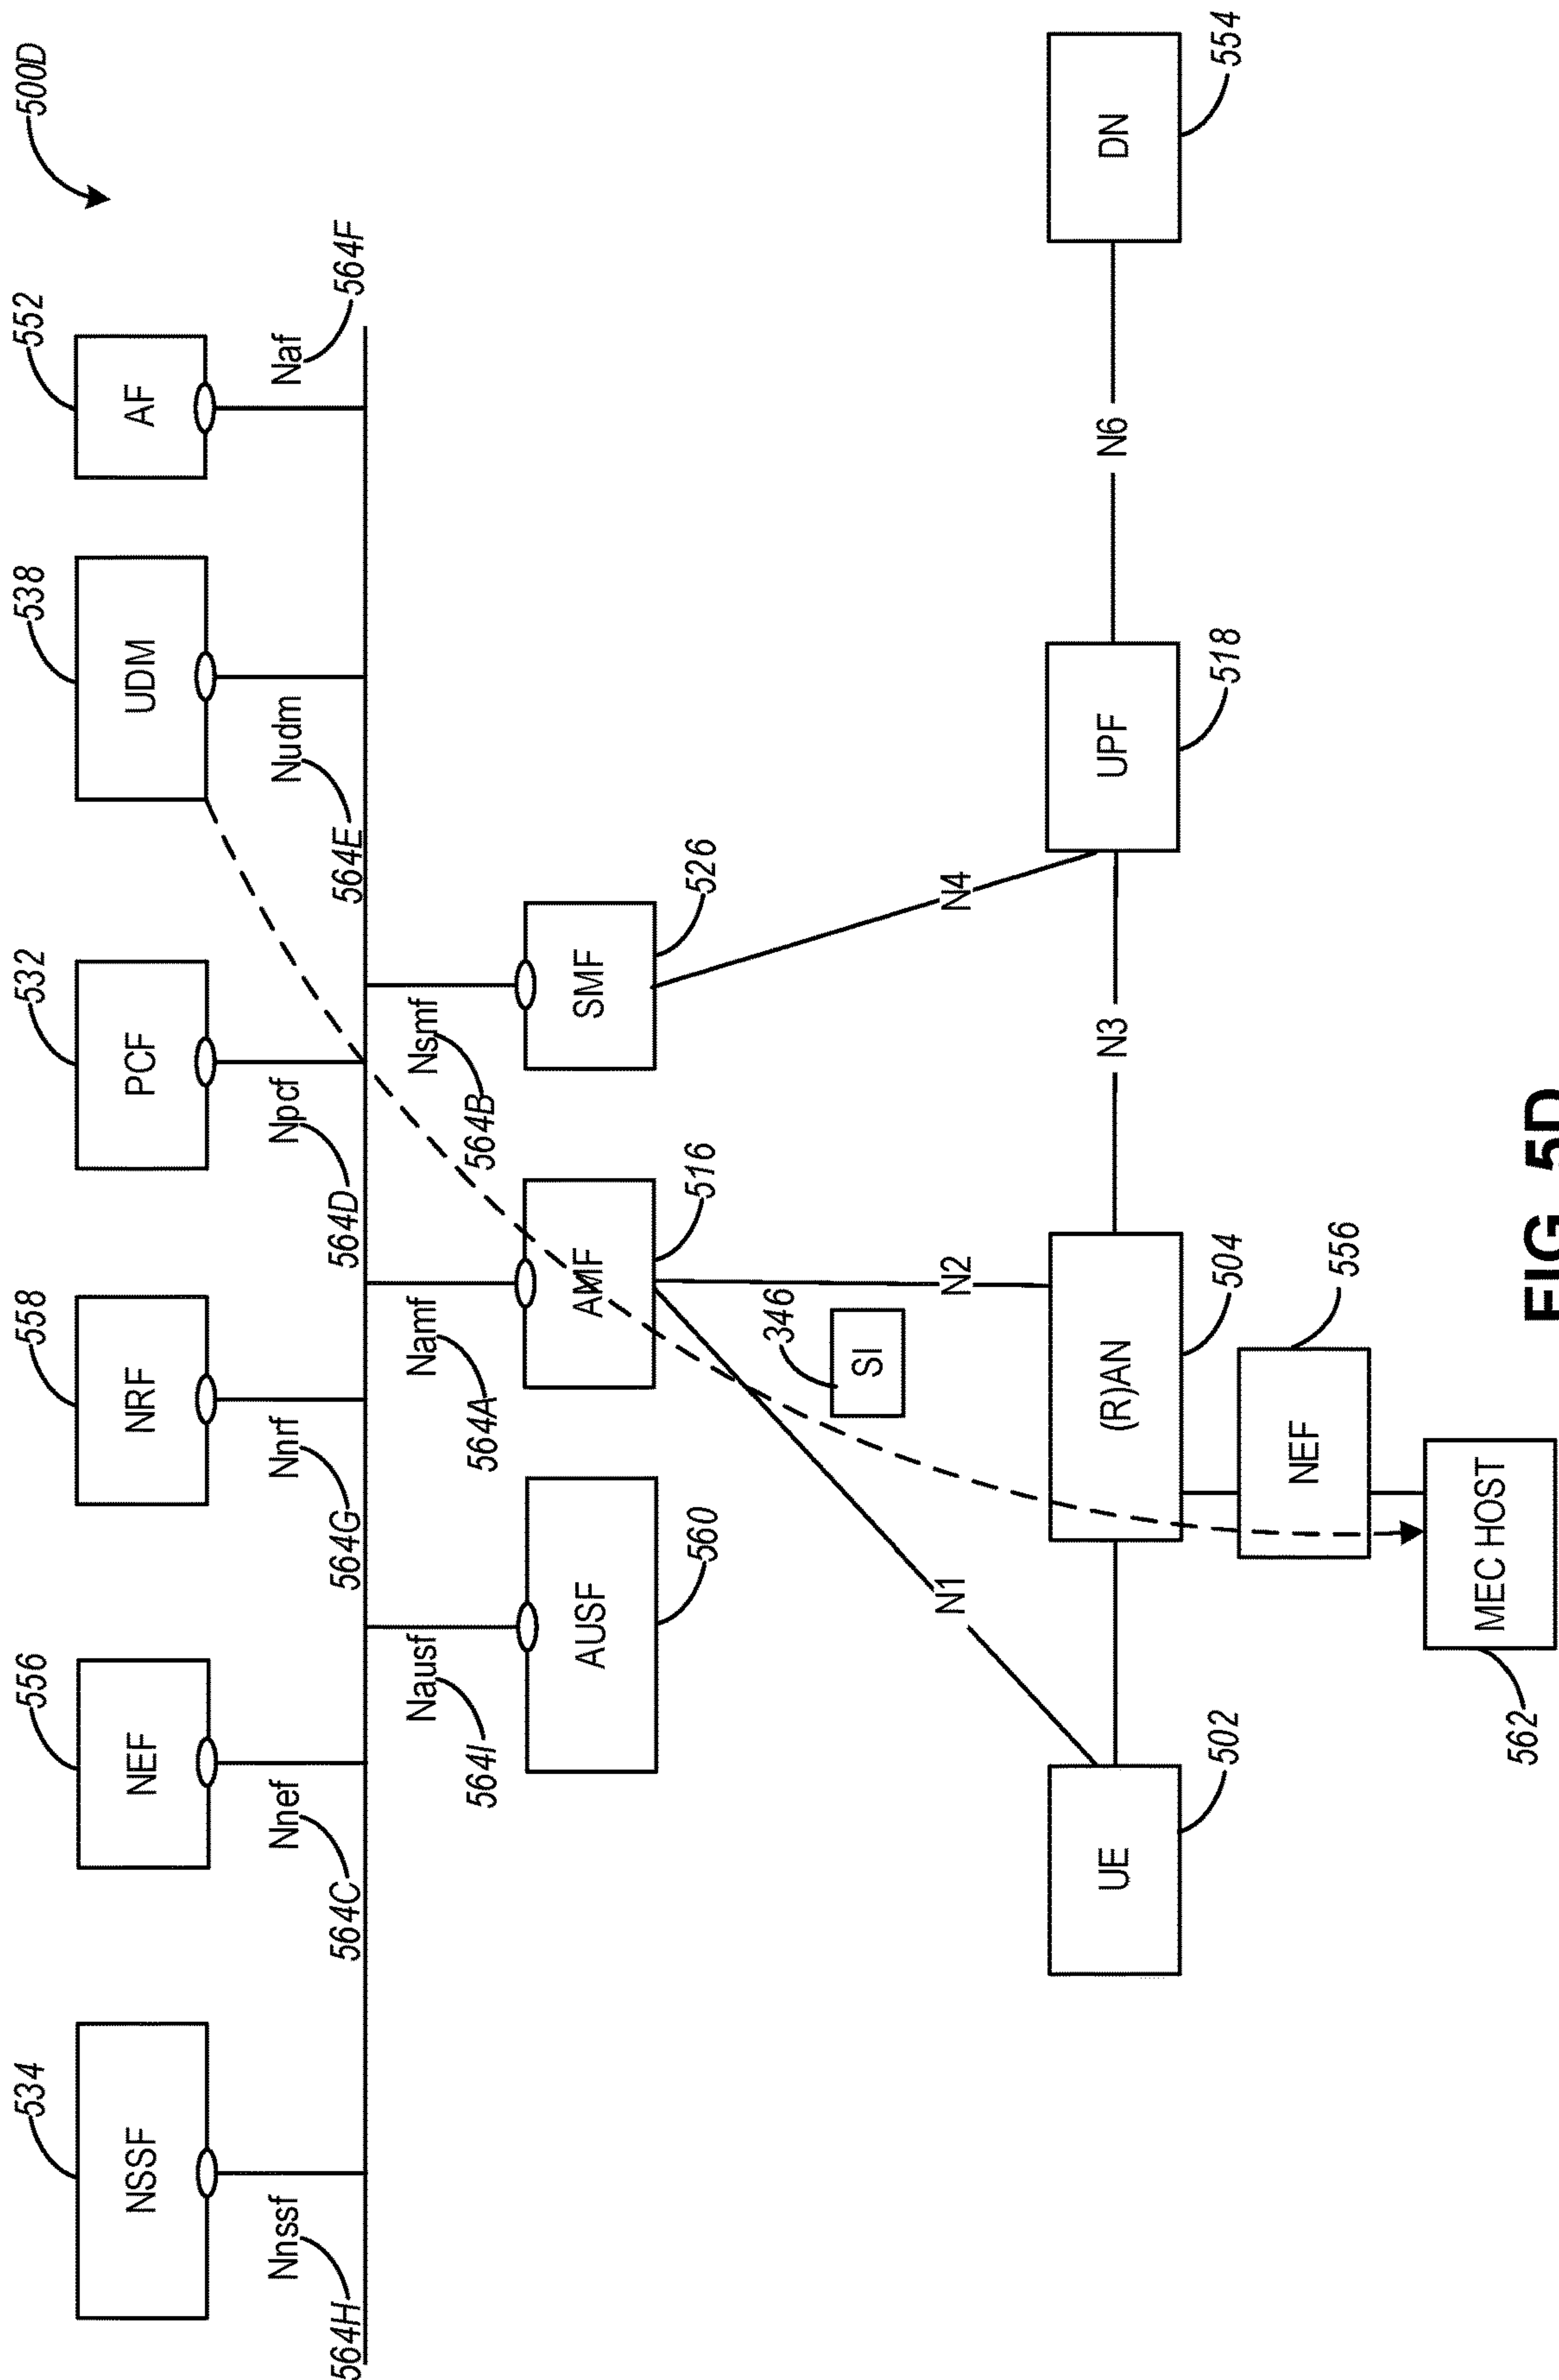 500D
534
556
558
532
538
552
NSSF
NEF
NRF
PCF
UDM
AF
Nnssf
Nnef
Nnrf
Npcf
Nudm
Naf
564H
564C
564G
564D
564E
564F
Nausf
Namf
Nsmf
564I
564A
564B
AUSF
AMF
SMF
560
516
526
346
SI
N1
N2
N4
UE
(R)AN
N3
UPF
N6
DN
502
504
518
554
NEF
556
MEC HOST
562
FIG. 5D